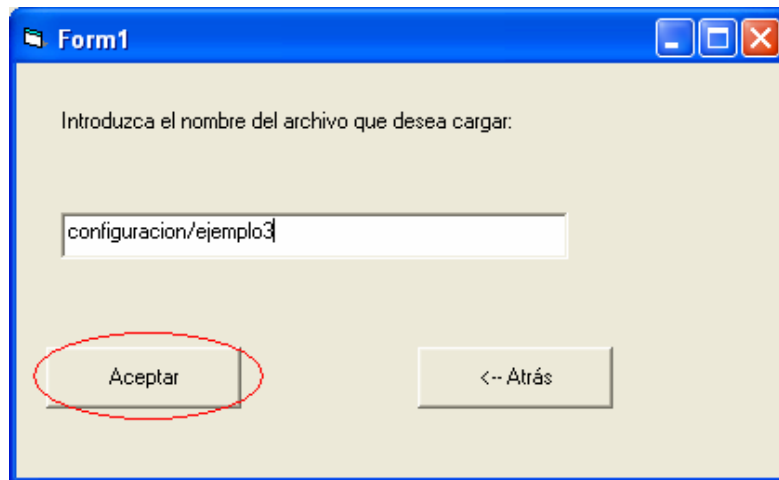 Form1
Introduzca el nombre del archivo que desea cargar:
configuracion/ejemplo3
Aceptar
<-- Atrás